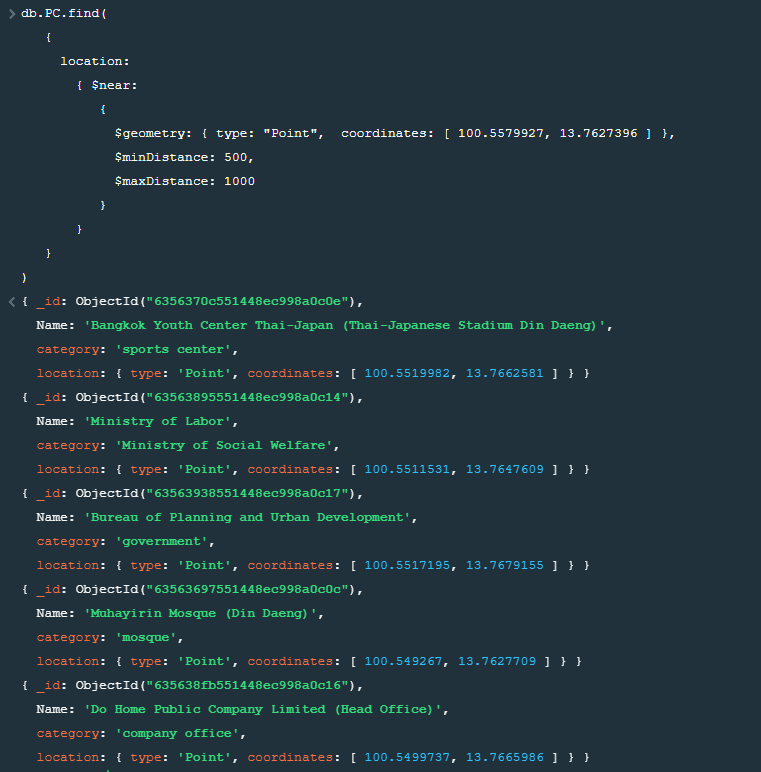 db.PC.find(
{
location:
{ $near:
{
$geometry: { type: "Point", coordinates: [ 100.5579927, 13.7627396 ] },
$minDistance: 500,
$maxDistance: 1000
}
}
}
)
{ _id: ObjectId("6356370c551448ec998a0c0e"),
Name: 'Bangkok Youth Center Thai-Japan (Thai-Japanese Stadium Din Daeng)',
category: 'sports center',
location: { type: 'Point', coordinates: [ 100.5519982, 13.7662581 ] } }
{ _id: ObjectId("63563895551448ec998a0c14"),
Name: 'Ministry of Labor',
category: 'Ministry of Social Welfare',
location: { type: 'Point', coordinates: [ 100.5511531, 13.7647609 ] } }
{ _id: ObjectId("63563938551448ec998a0c17"),
Name: 'Bureau of Planning and Urban Development',
category: 'government',
location: { type: 'Point', coordinates: [ 100.5517195, 13.7679155 ] } }
{ _id: ObjectId("63563697551448ec998a0c0c"),
Name: 'Muhayirin Mosque (Din Daeng)',
category: 'mosque',
location: { type: 'Point', coordinates: [ 100.549267, 13.7627709 ] } }
{ _id: ObjectId("635638fb551448ec998a0c16"),
Name: 'Do Home Public Company Limited (Head Office)',
category: 'company office',
location: { type: 'Point', coordinates: [ 100.5499737, 13.7665986 ] } }